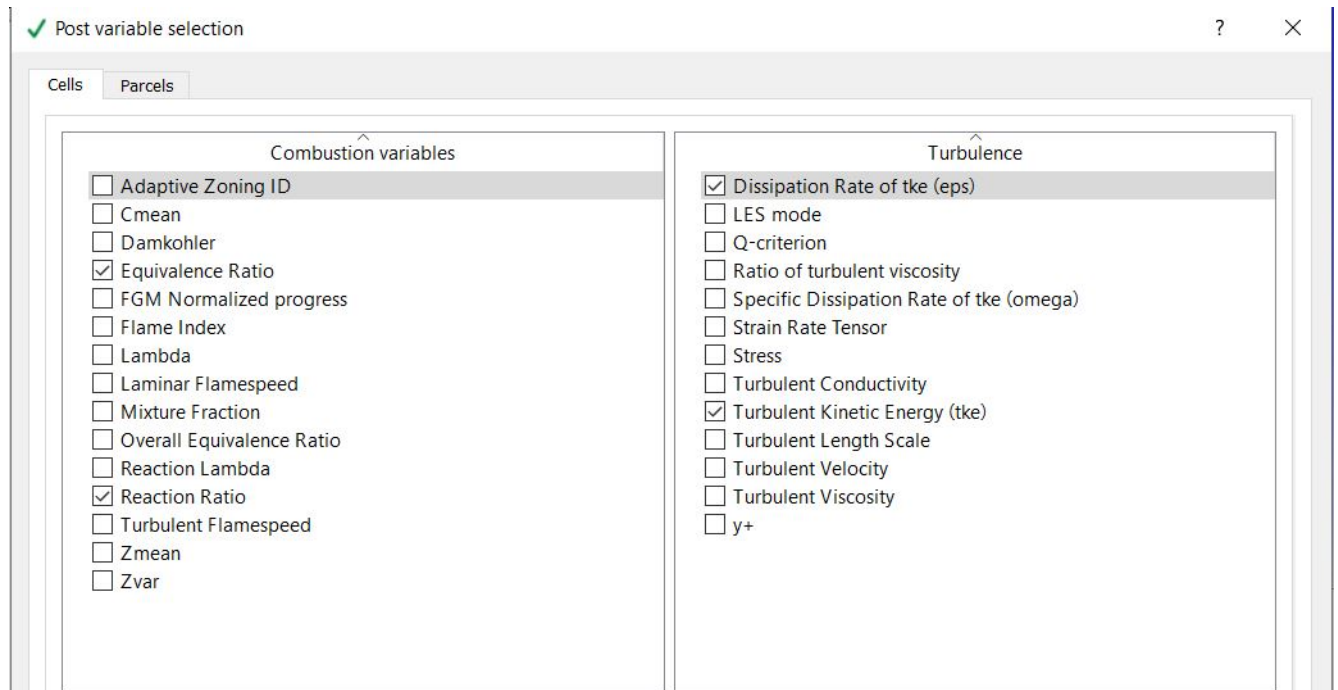 Post variable selection
?
Cells
Parcels
Combustion variables
Adaptive Zoning ID
Cmean
Damkohler
Equivalence Ratio
FGM Normalized progress
Flame Index
Lambda
Laminar Flamespeed
Mixture Fraction
Overall Equivalence Ratio
Reaction Lambda
Reaction Ratio
Turbulent Flamespeed
Zmean
Zvar
Turbulence
Dissipation Rate of tke (eps)
LES mode
Q-criterion
Ratio of turbulent viscosity
Specific Dissipation Rate of tke (omega)
Strain Rate Tensor
Stress
Turbulent Conductivity
Turbulent Kinetic Energy (tke)
Turbulent Length Scale
Turbulent Velocity
Turbulent Viscosity
y+